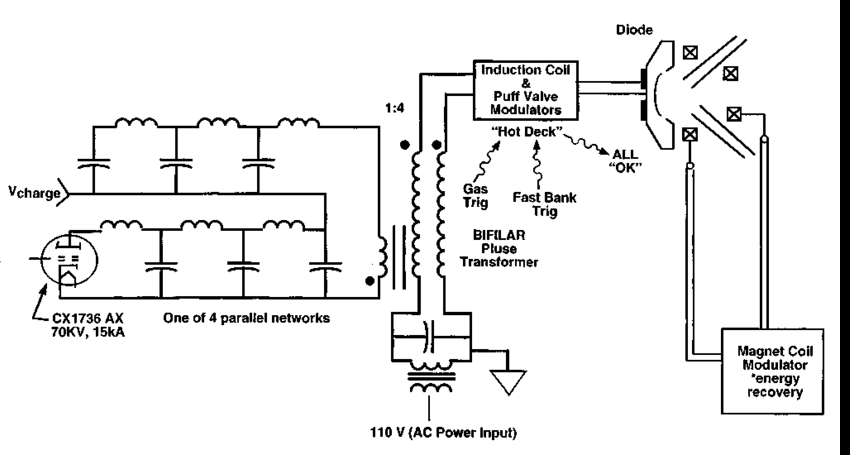 Diode
Induction Coil
&
Puff Valve
Modulators
1:4
"Hot Deck"
ALL
"OK"
Gas
Trig
Fast Bank
Trig
Vcharge
BIFILAR
Pluse
Transformer
CX1736 AX
70KV, 15kA
One of 4 parallel networks
Magnet Coil
Modulator
*energy
recovery
110 V (AC Power Input)